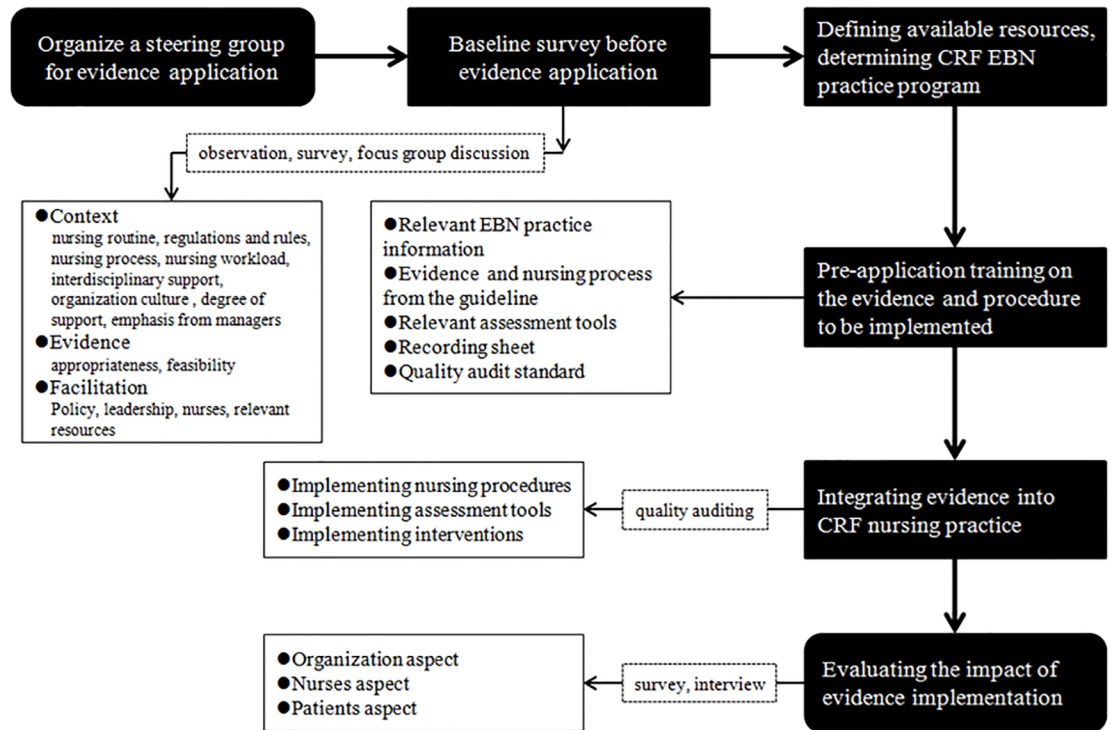 Organize a steering group
for evidence application
Baseline survey before
evidence application
Defining available resources,
determining CRF EBN
practice program
observation, survey, focus group discussion
●Context
nursing routine, regulations and rules,
nursing process, nursing workload,
interdisciplinary support,
organization culture , degree of
support, emphasis from managers
●Evidence
appropriateness, feasibility
●Facilitation
Policy, leadership, nurses, relevant
resources
●Relevant EBN practice
information
●Evidence and nursing process
from the guideline
●Relevant assessment tools
●Recording sheet
●Quality audit standard
Pre-application training on
the evidence and procedure
to be implemented
●Implementing nursing procedures
●Implementing assessment tools
●Implementing interventions
quality auditing
Integrating evidence into
CRF nursing practice
●Organization aspect
●Nurses aspect
●Patients aspect
survey, interview
Evaluating the impact of
evidence implementation